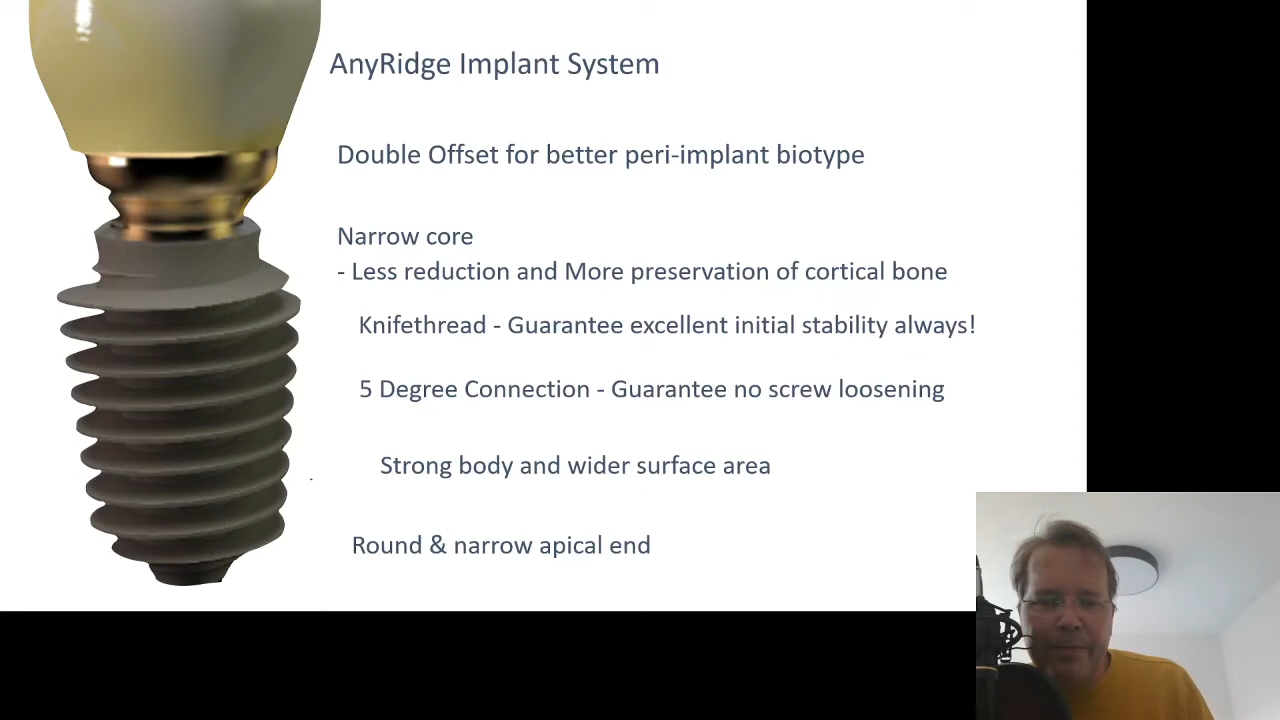 AnyRidge Implant System
Double Offset for better peri-implant biotype
Narrow core
- Less reduction and More preservation of cortical bone
Knifethread - Guarantee excellent initial stability always!
5 Degree Connection - Guarantee no screw loosening
Strong body and wider surface area
Round & narrow apical end